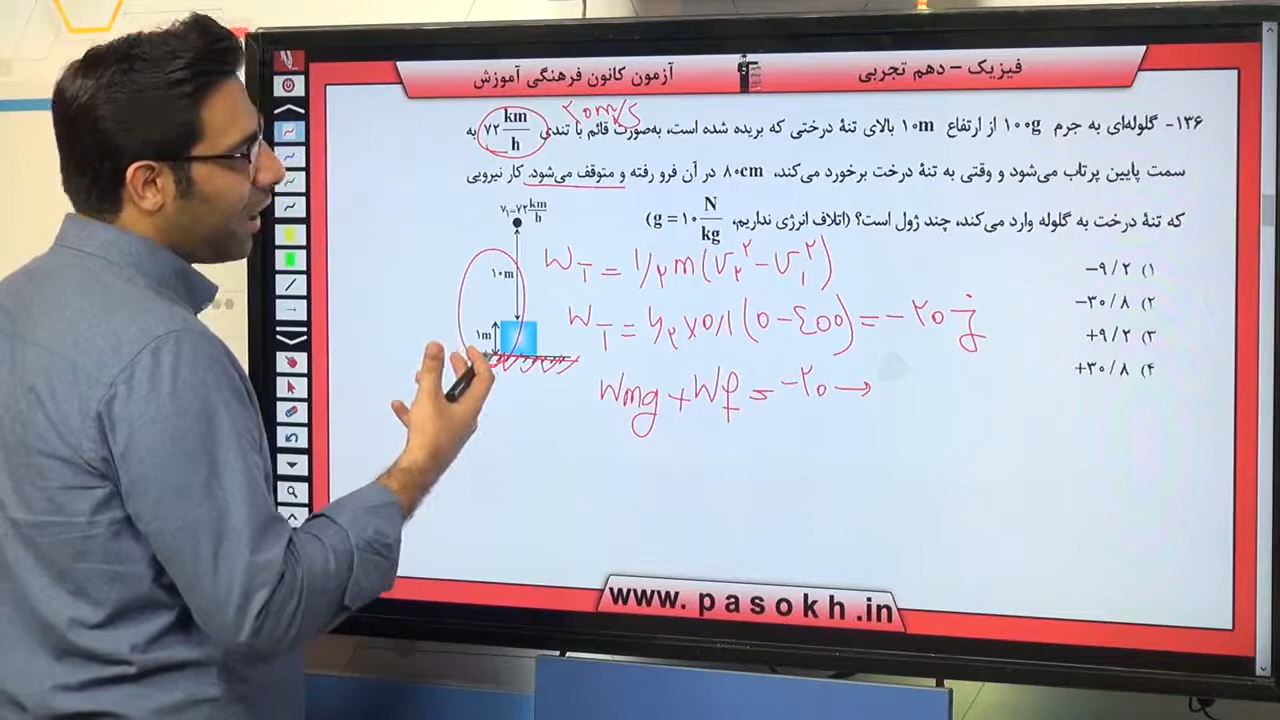 فیزیک – دهم تجربی
آزمون کانون فرهنگی آموزش
۱۳۶- گلوله‌ای به جرم ۱۰۰g از ارتفاع ۱۰m بالای تنهٔ درختی که بریده شده است، به‌صورت قائم با تندی ۷۲ km/h به
۲۰m/s
سمت پایین پرتاب می‌شود و وقتی به تنهٔ درخت برخورد می‌کند، ۸۰cm در آن فرو رفته و متوقف می‌شود. کار نیرویی
که تنهٔ درخت به گلوله وارد می‌کند، چند ژول است؟ (اتلاف انرژی نداریم، g = ۱۰ N/kg)
۱) −۹/۲
۲) −۳۰/۸
۳) +۹/۲
۴) +۳۰/۸
v₁=۷۲ km/h
۱۰m
۱m
W_T = ۱/۲ m(v₂² − v₁²)
W_T = ۱/۲ × ۰/۱ (۰ − ۴۰۰) = −۲۰ j
Wmg + Wf = −۲۰ →
www. pasokh .in